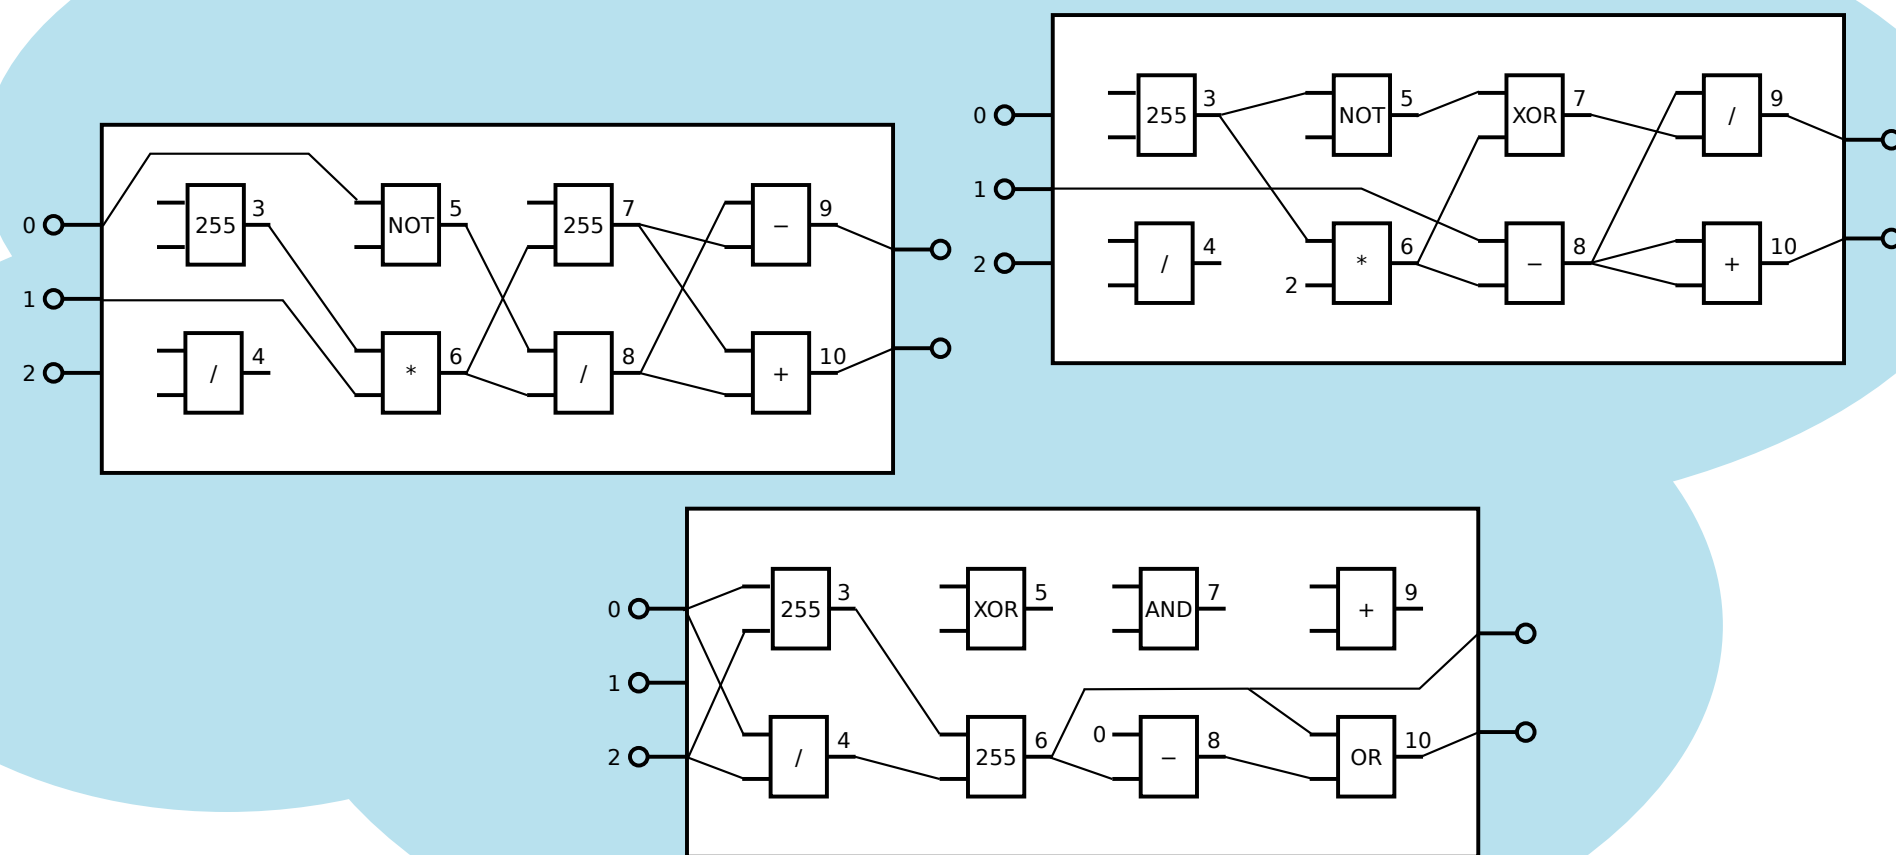 255 3 NOT 5 255 7 − 9
0
1
2
/ 4 * 6 / 8 + 10
255 3 NOT 5 XOR 7 / 9
0
1
2
/ 4 2 * 6 − 8 + 10
255 3 XOR 5 AND 7 + 9
0
1
2
/ 4 255 6 0 − 8 OR 10